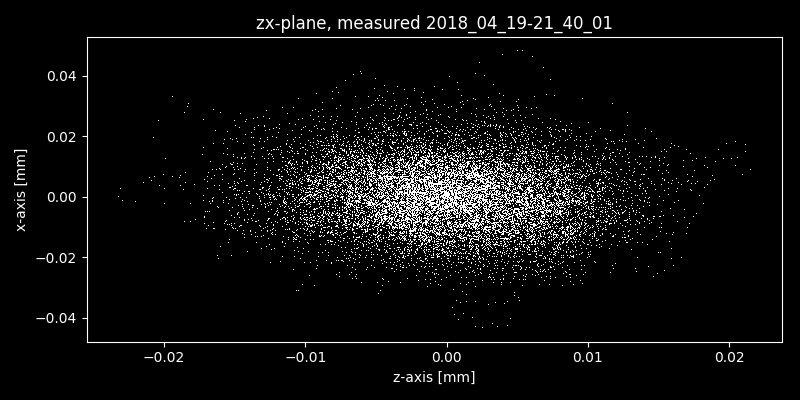 zx-plane, measured 2018_04_19-21_40_01
0.04
0.02
0.00
−0.02
−0.04
x-axis [mm]
−0.02 −0.01 0.00 0.01 0.02
z-axis [mm]